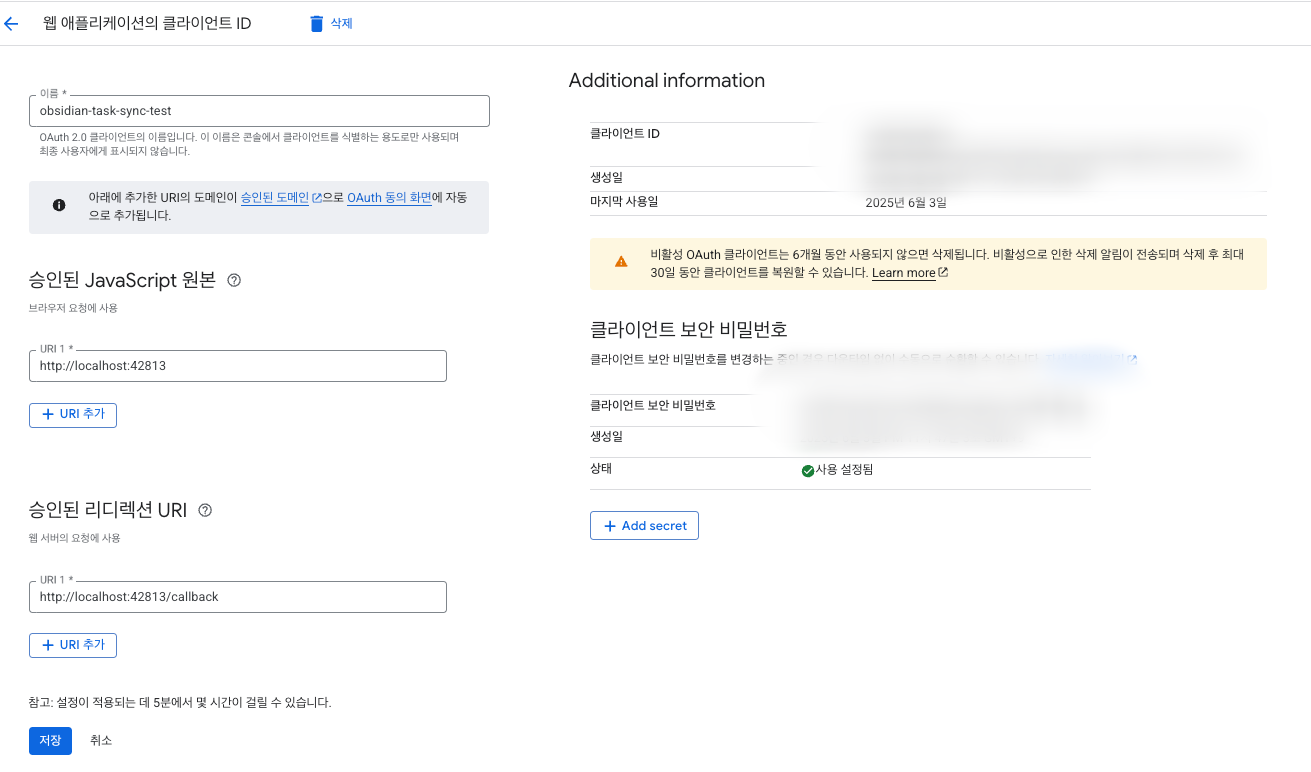 웹 애플리케이션의 클라이언트 ID
삭제
이름 *
obsidian-task-sync-test
OAuth 2.0 클라이언트의 이름입니다. 이 이름은 콘솔에서 클라이언트를 식별하는 용도로만 사용되며
최종 사용자에게 표시되지 않습니다.
아래에 추가한 URI의 도메인이 승인된 도메인으로 OAuth 동의 화면에 자동
으로 추가됩니다.
승인된 JavaScript 원본
브라우저 요청에 사용
URI 1 *
http://localhost:42813
URI 추가
승인된 리디렉션 URI
웹 서버의 요청에 사용
URI 1 *
http://localhost:42813/callback
URI 추가
참고: 설정이 적용되는 데 5분에서 몇 시간이 걸릴 수 있습니다.
저장
취소
Additional information
클라이언트 ID
생성일
마지막 사용일
2025년 6월 3일
비활성 OAuth 클라이언트는 6개월 동안 사용되지 않으면 삭제됩니다. 비활성으로 인한 삭제 알림이 전송되며 삭제 후 최대
30일 동안 클라이언트를 복원할 수 있습니다. Learn more
클라이언트 보안 비밀번호
클라이언트 보안 비밀번호를 변경하는
클라이언트 보안 비밀번호
생성일
상태
사용 설정됨
Add secret